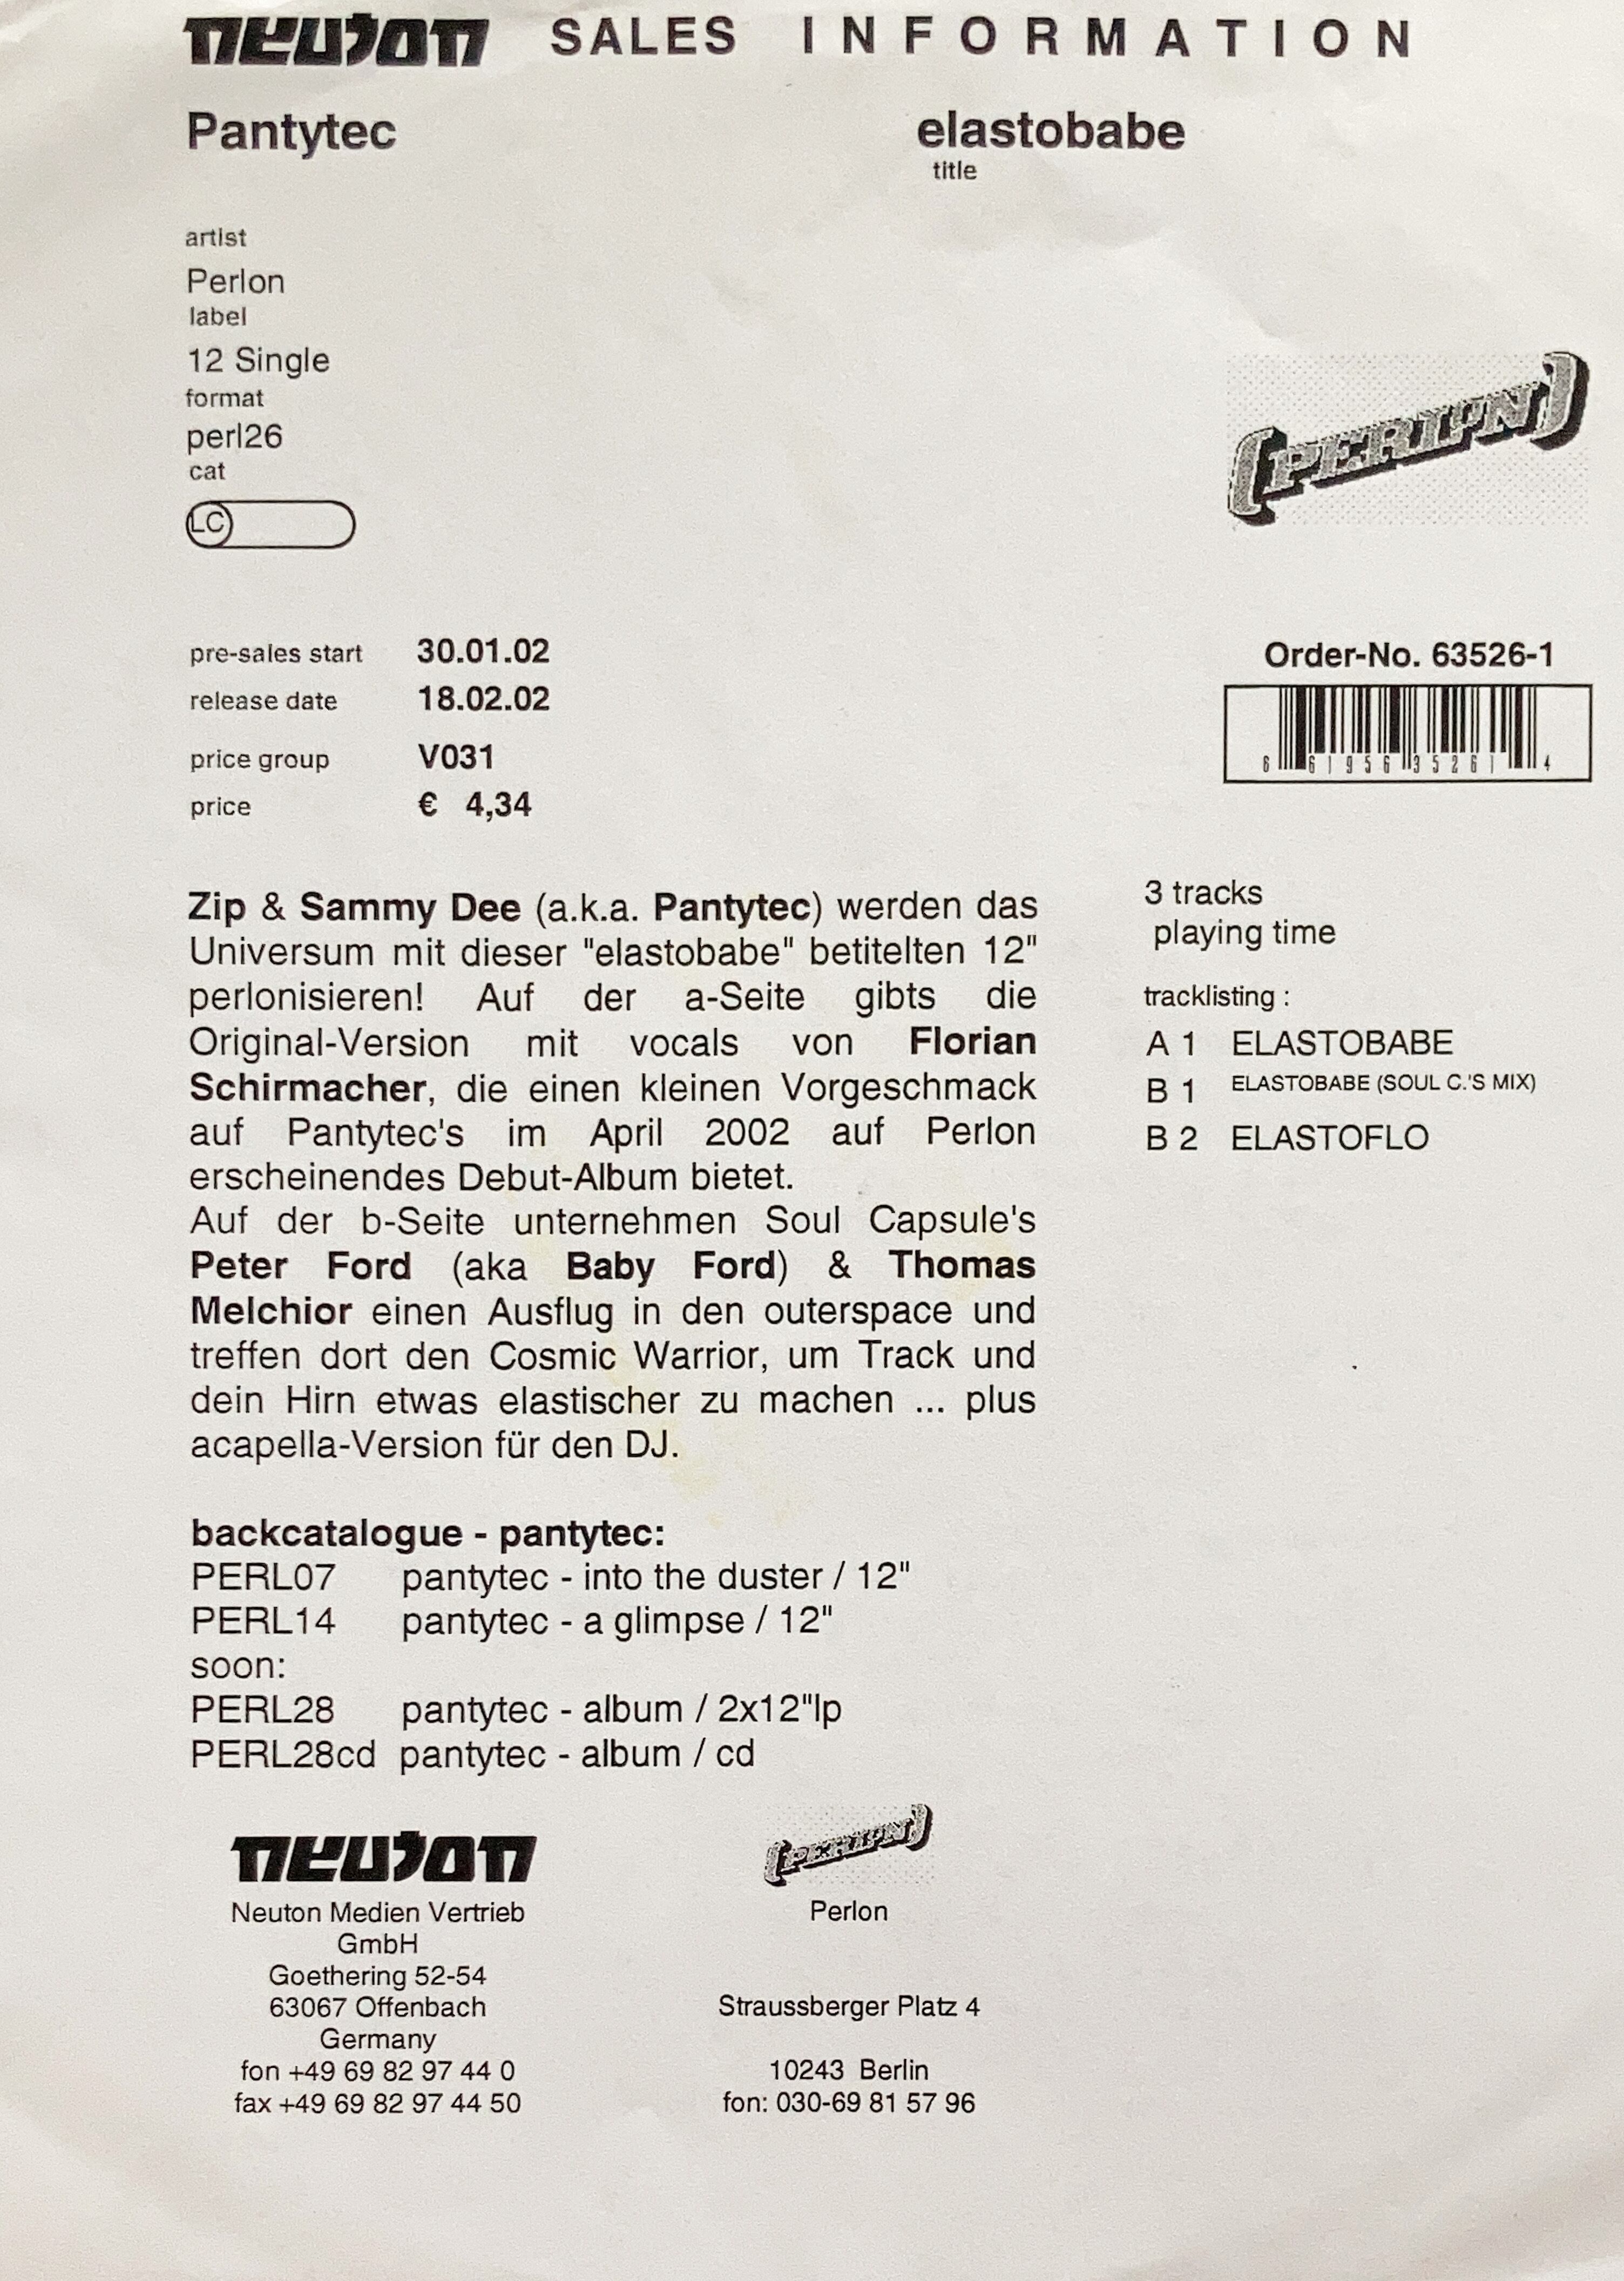 neuton SALES INFORMATION
Pantytec
elastobabe
title
artist
Perlon
label
12 Single
format
perl26
cat
LC
(PERLON)
pre-sales start 30.01.02
release date 18.02.02
price group V031
price € 4,34
Order-No. 63526-1
6 61956 35261 4
Zip & Sammy Dee (a.k.a. Pantytec) werden das
Universum mit dieser "elastobabe" betitelten 12"
perlonisieren! Auf der a-Seite gibts die
Original-Version mit vocals von Florian
Schirmacher, die einen kleinen Vorgeschmack
auf Pantytec's im April 2002 auf Perlon
erscheinendes Debut-Album bietet.
Auf der b-Seite unternehmen Soul Capsule's
Peter Ford (aka Baby Ford) & Thomas
Melchior einen Ausflug in den outerspace und
treffen dort den Cosmic Warrior, um Track und
dein Hirn etwas elastischer zu machen ... plus
acapella-Version für den DJ.
3 tracks
playing time
tracklisting :
A 1 ELASTOBABE
B 1 ELASTOBABE (SOUL C.'S MIX)
B 2 ELASTOFLO
backcatalogue - pantytec:
PERL07 pantytec - into the duster / 12"
PERL14 pantytec - a glimpse / 12"
soon:
PERL28 pantytec - album / 2x12"lp
PERL28cd pantytec - album / cd
neuton
Neuton Medien Vertrieb
GmbH
Goethering 52-54
63067 Offenbach
Germany
fon +49 69 82 97 44 0
fax +49 69 82 97 44 50
(PERLON)
Perlon
Straussberger Platz 4
10243 Berlin
fon: 030-69 81 57 96